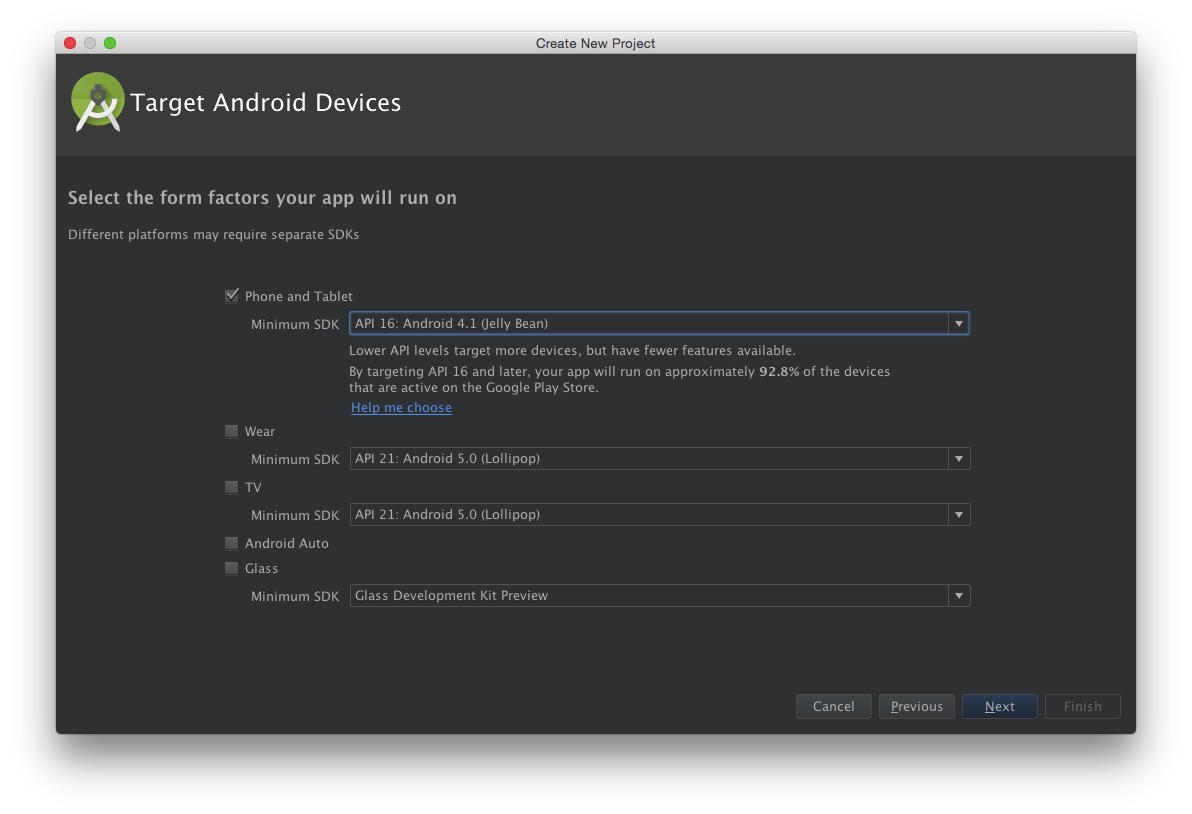 Create New Project
Target Android Devices
Select the form factors your app will run on
Different platforms may require separate SDKs
Phone and Tablet
Minimum SDK API 16: Android 4.1 (Jelly Bean)
Lower API levels target more devices, but have fewer features available.
By targeting API 16 and later, your app will run on approximately 92.8% of the devices
that are active on the Google Play Store.
Help me choose
Wear
Minimum SDK API 21: Android 5.0 (Lollipop)
TV
Minimum SDK API 21: Android 5.0 (Lollipop)
Android Auto
Glass
Minimum SDK Glass Development Kit Preview
Cancel Previous Next Finish